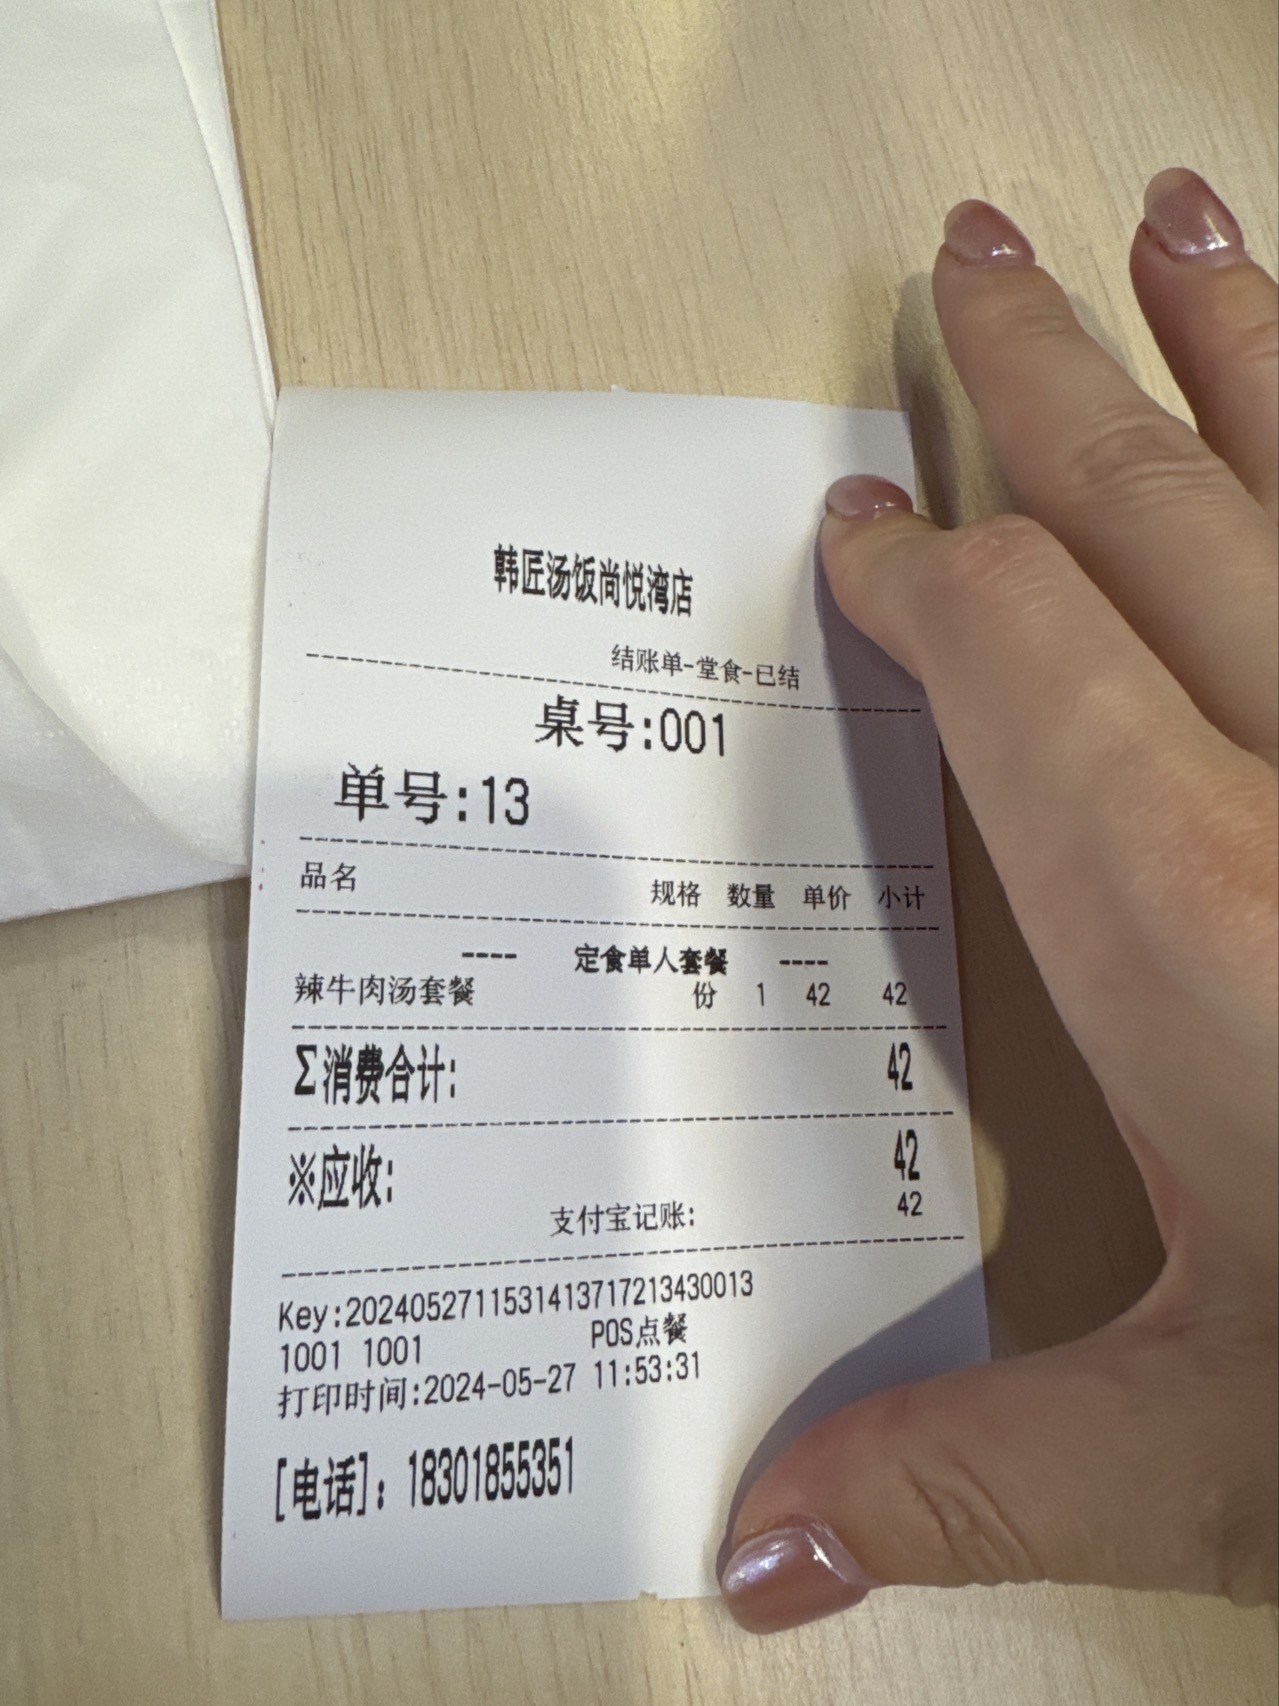 韩匠汤饭尚悦湾店
结账单-堂食-已结
桌号:001
单号:13
品名 规格 数量 单价 小计
---- 定食单人套餐 ----
辣牛肉汤套餐 份 1 42 42
Σ消费合计: 42
※应收: 42
支付宝记账: 42
Key:20240527115314137172134300​13
1001 1001 POS点餐
打印时间:2024-05-27 11:53:31
[电话]: 18301855351